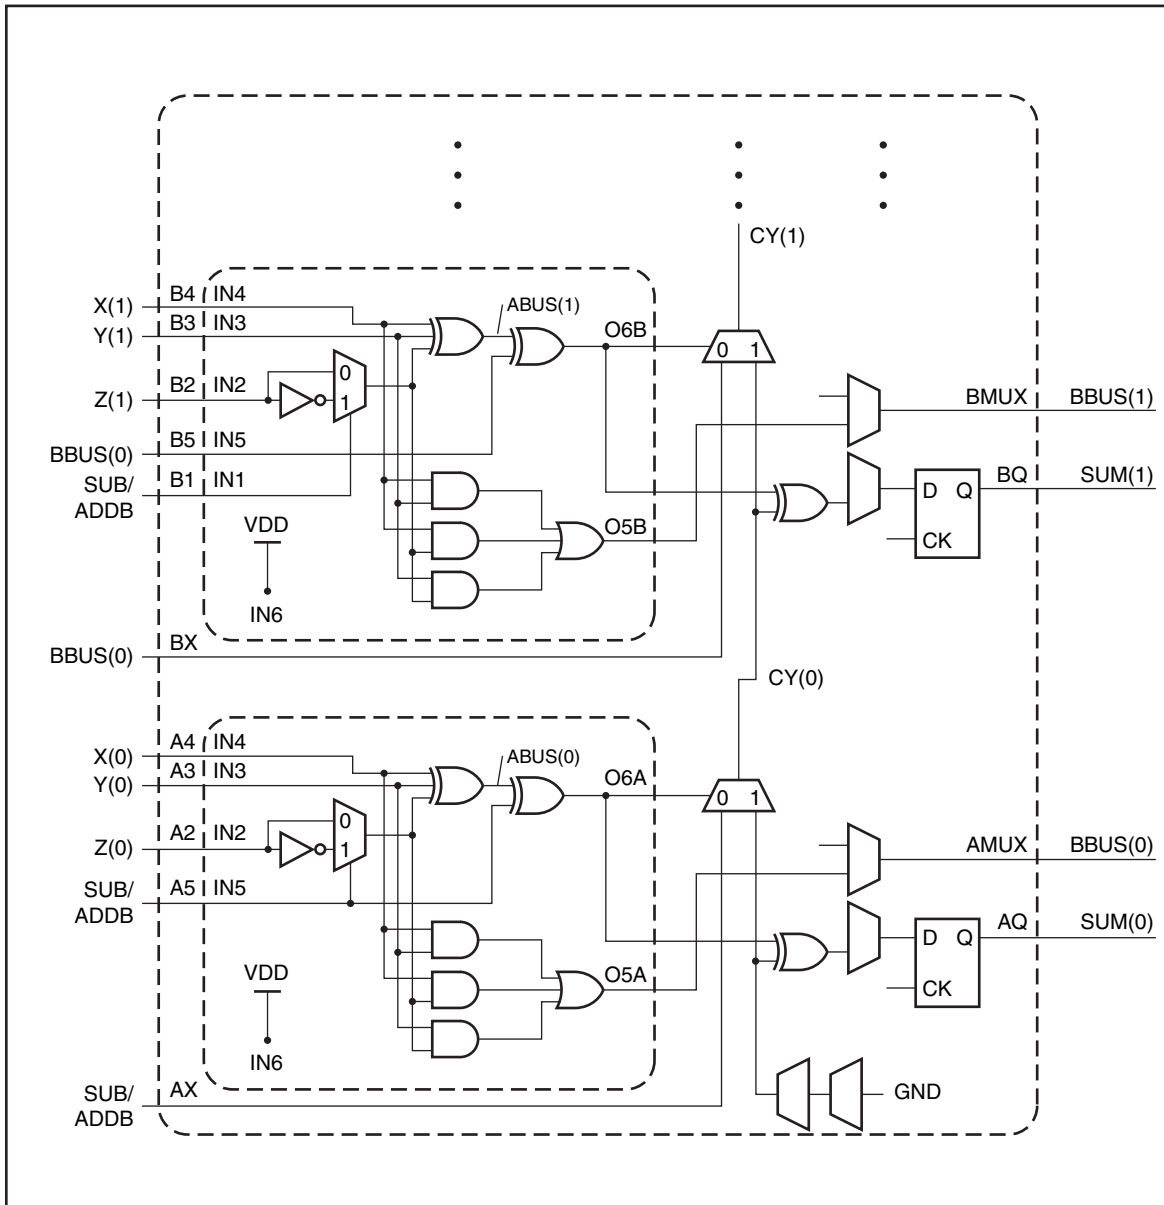 CY(1)
X(1) B4 IN4
Y(1) B3 IN3
ABUS(1)
O6B
0 1
Z(1) B2 IN2
0
1
BMUX BBUS(1)
BBUS(0) B5 IN5
SUB/
ADDB
B1 IN1
D Q
CK
BQ SUM(1)
VDD
IN6
O5B
BBUS(0) BX
CY(0)
X(0) A4 IN4
Y(0) A3 IN3
ABUS(0)
O6A
0 1
Z(0) A2 IN2
0
1
AMUX BBUS(0)
SUB/
ADDB
A5 IN5
D Q
CK
AQ SUM(0)
VDD
IN6
O5A
SUB/
ADDB
AX
GND